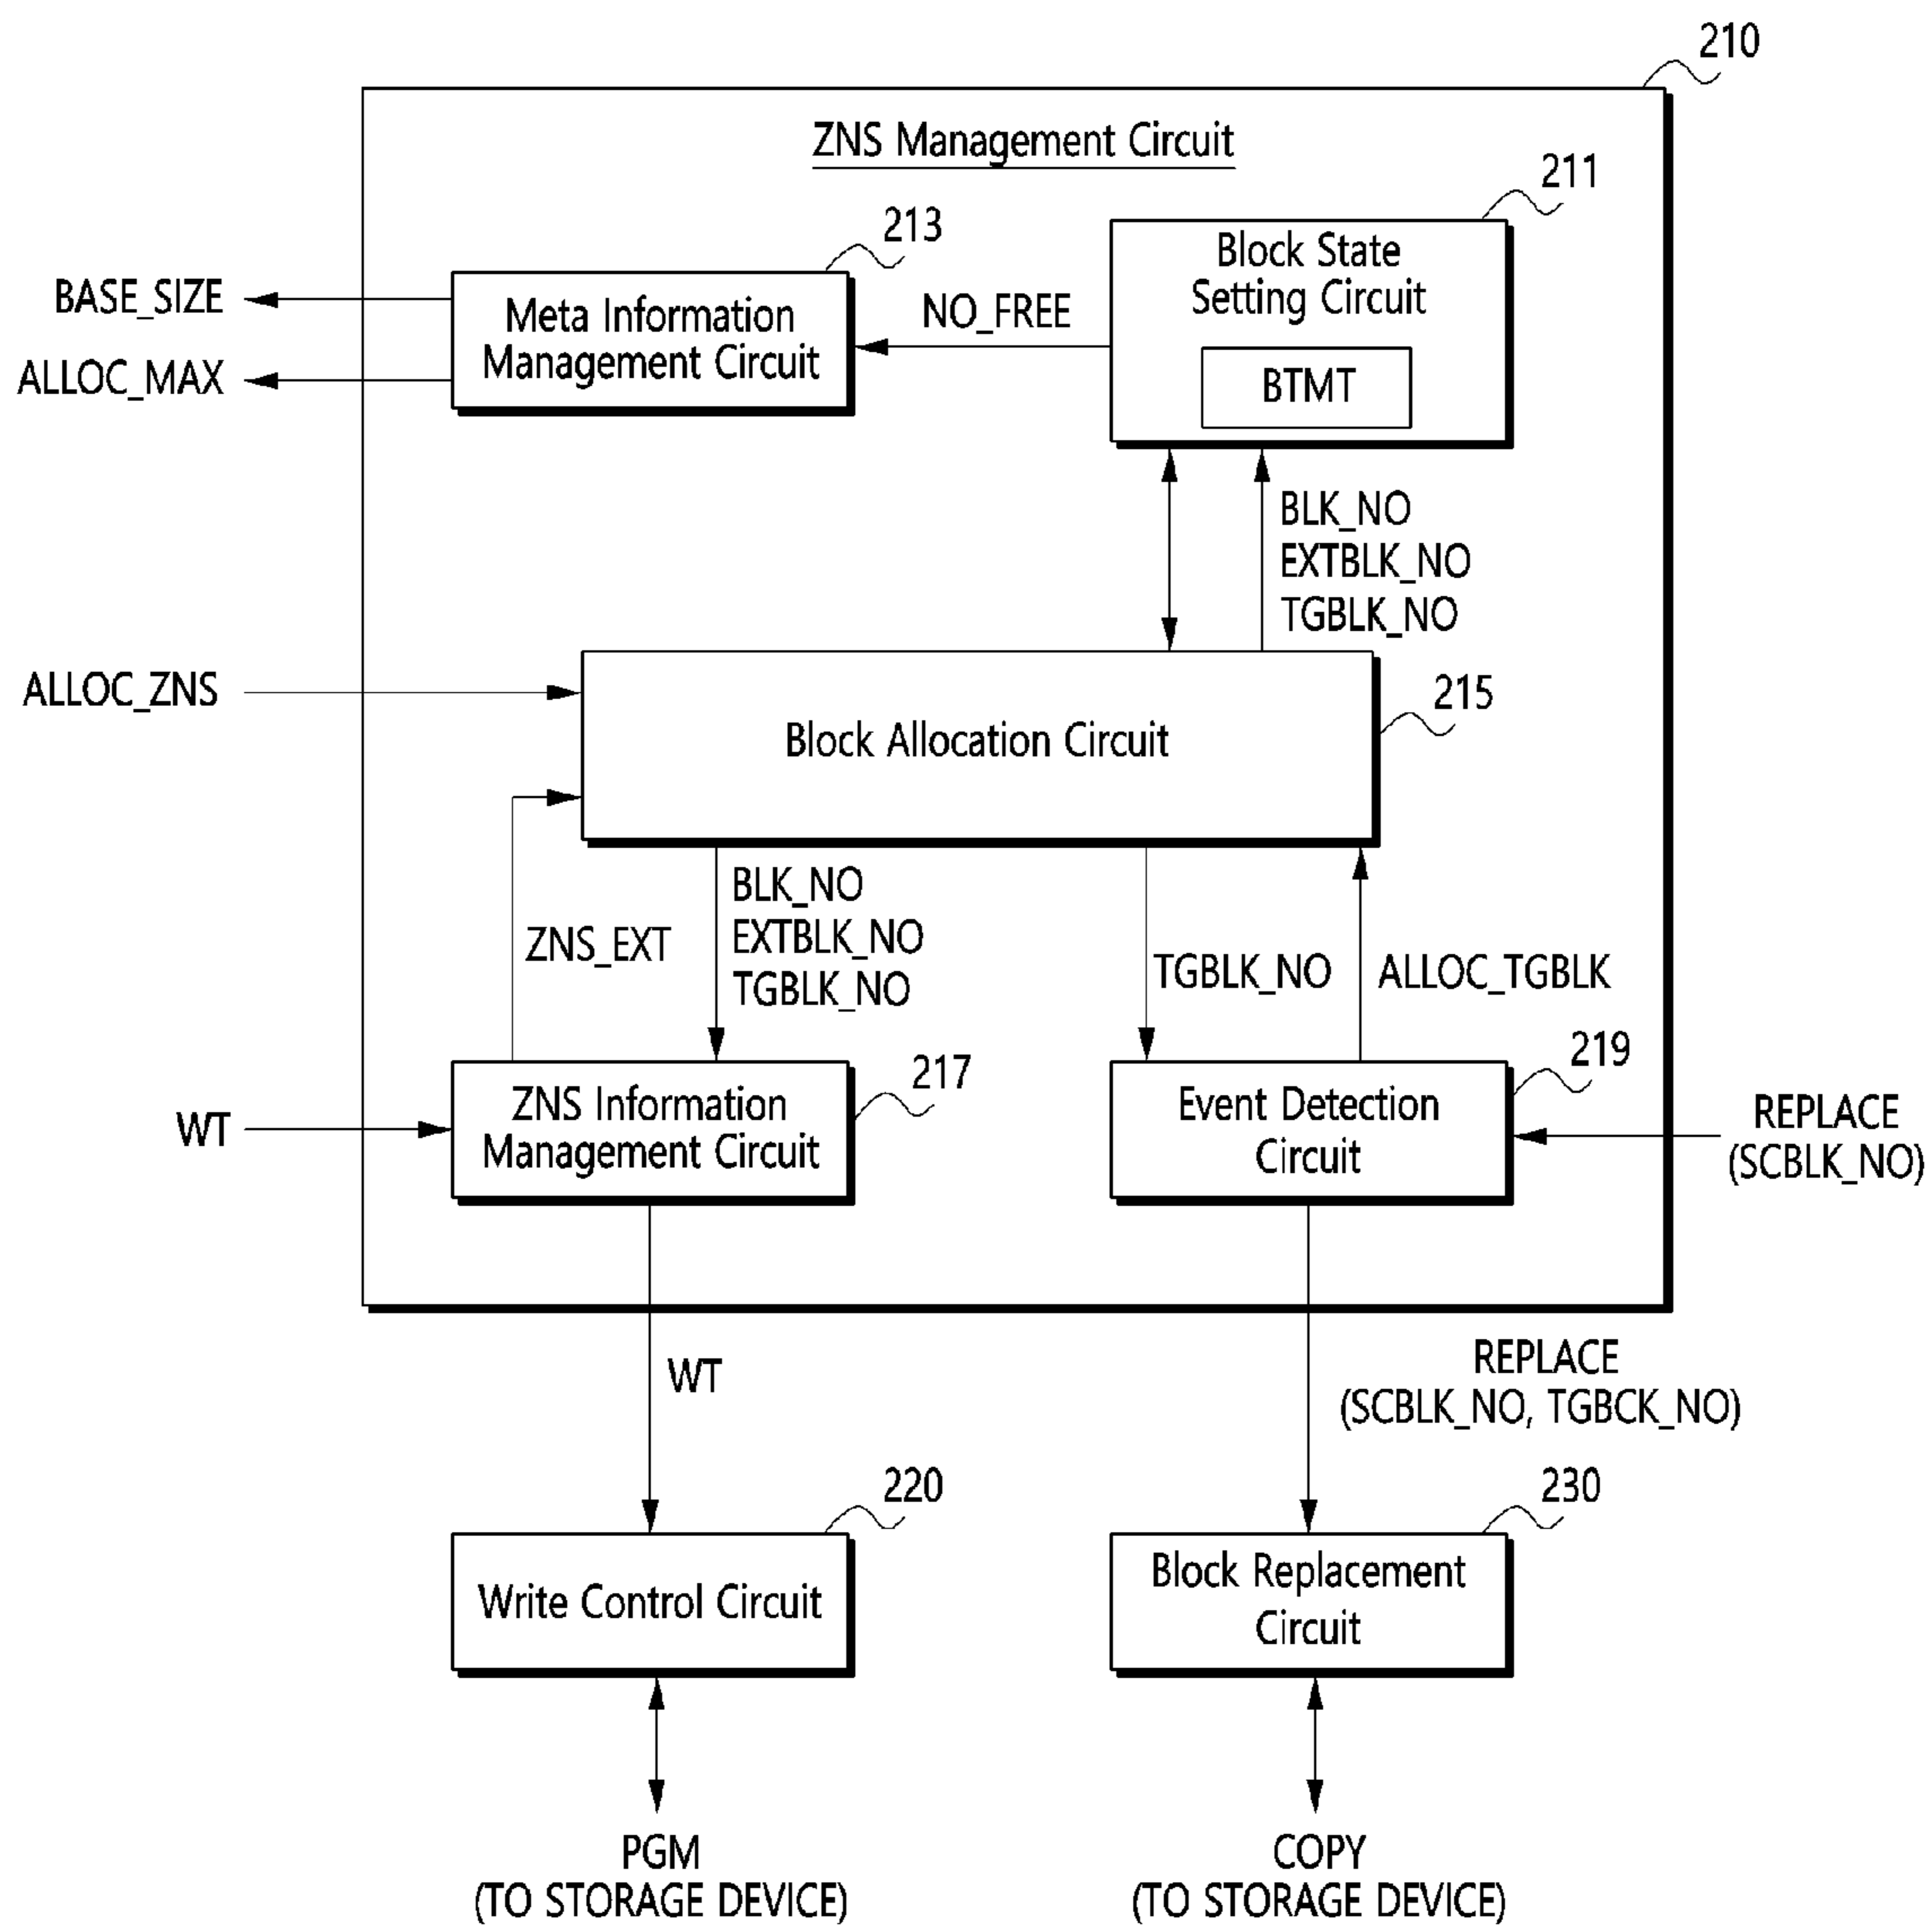 210
ZNS Management Circuit
211
213
Block State
Setting Circuit
BTMT
BASE_SIZE
ALLOC_MAX
Meta Information
Management Circuit
NO_FREE
BLK_NO
EXTBLK_NO
TGBLK_NO
ALLOC_ZNS
215
Block Allocation Circuit
ZNS_EXT
BLK_NO
EXTBLK_NO
TGBLK_NO
TGBLK_NO
ALLOC_TGBLK
217
219
WT
ZNS Information
Management Circuit
Event Detection
Circuit
REPLACE
(SCBLK_NO)
WT
REPLACE
(SCBLK_NO, TGBCK_NO)
220
230
Write Control Circuit
Block Replacement
Circuit
PGM
(TO STORAGE DEVICE)
COPY
(TO STORAGE DEVICE)